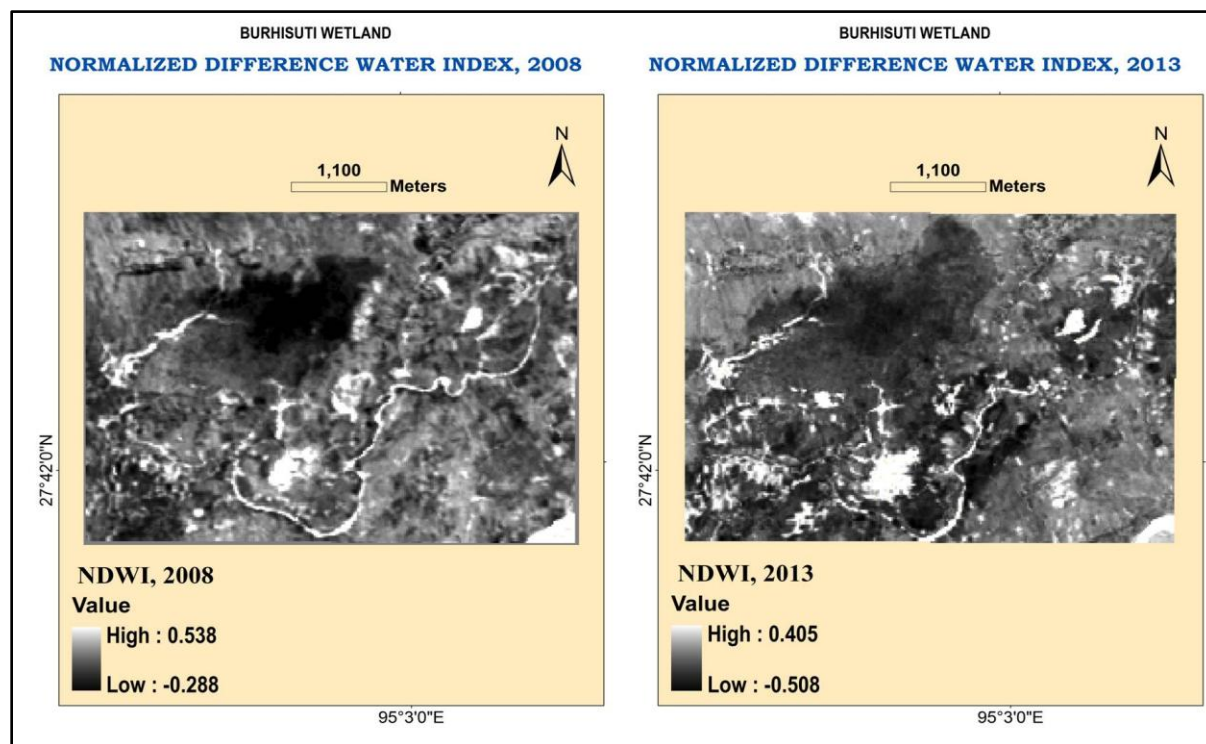 BURHISUTI WETLAND
NORMALIZED DIFFERENCE WATER INDEX, 2008
N
1,100
Meters
27°42'0"N
NDWI, 2008
Value
High : 0.538
Low : -0.288
95°3'0"E
BURHISUTI WETLAND
NORMALIZED DIFFERENCE WATER INDEX, 2013
N
1,100
Meters
27°42'0"N
NDWI, 2013
Value
High : 0.405
Low : -0.508
95°3'0"E